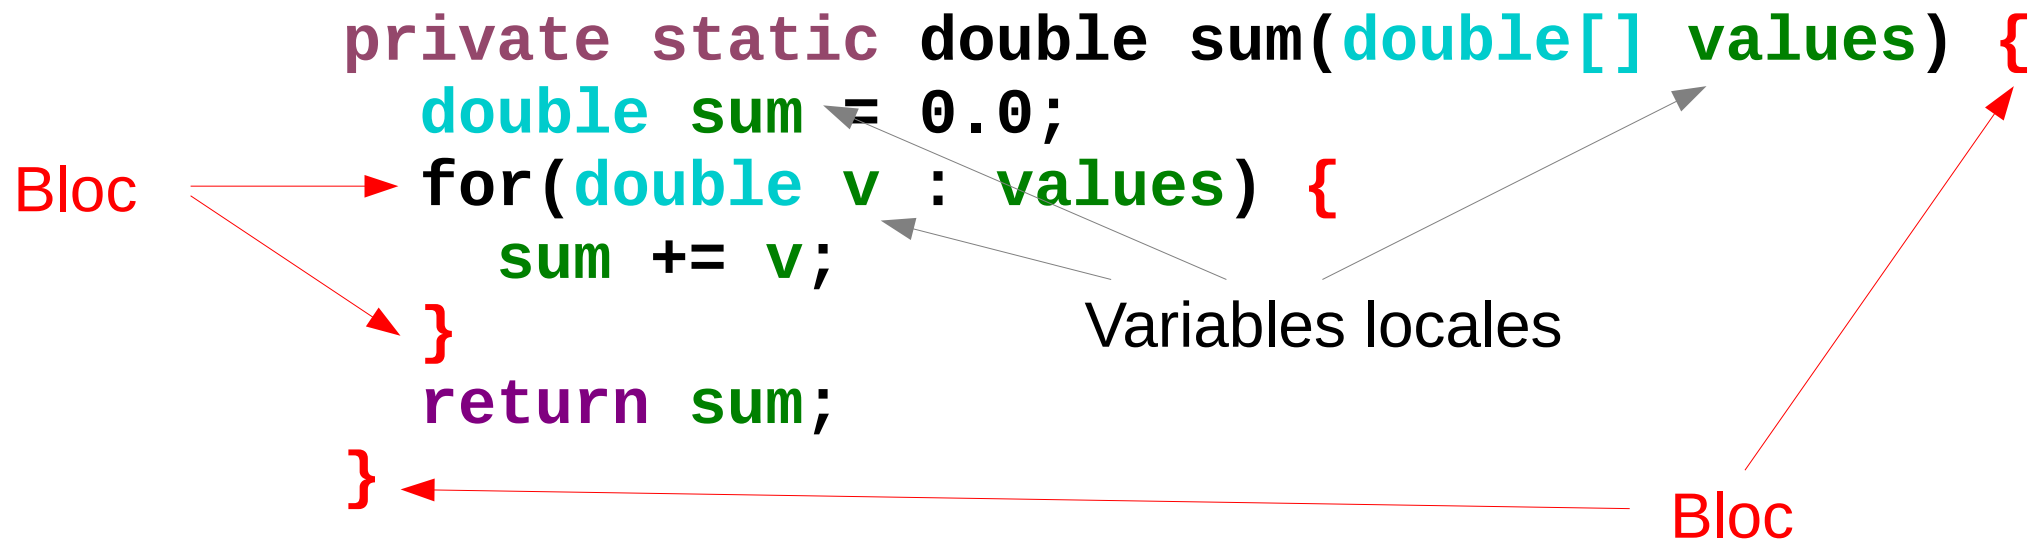 private static double sum(double[] values) {
double sum = 0.0;
Bloc
for(double v : values) {
sum += v;
}
Variables locales
return sum;
}
Bloc